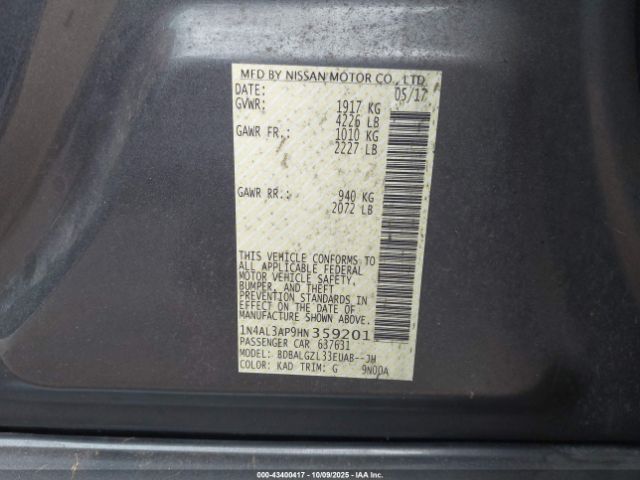 MFD BY NISSAN MOTOR CO., LTD.
DATE: 05/17
GVWR: 1917 KG
4226 LB
GAWR FR.: 1010 KG
2227 LB
GAWR RR.: 940 KG
2072 LB
THIS VEHICLE CONFORMS TO
ALL APPLICABLE FEDERAL
MOTOR VEHICLE SAFETY,
BUMPER, AND THEFT
PREVENTION STANDARDS IN
EFFECT ON THE DATE OF
MANUFACTURE SHOWN ABOVE.
1N4AL3AP9HN359201
PASSENGER CAR 637631
MODEL: BDBALGZL33EUAB--JH
COLOR: KAD TRIM: G 9N00A
000-43400417 - 10/09/2025 - IAA Inc.